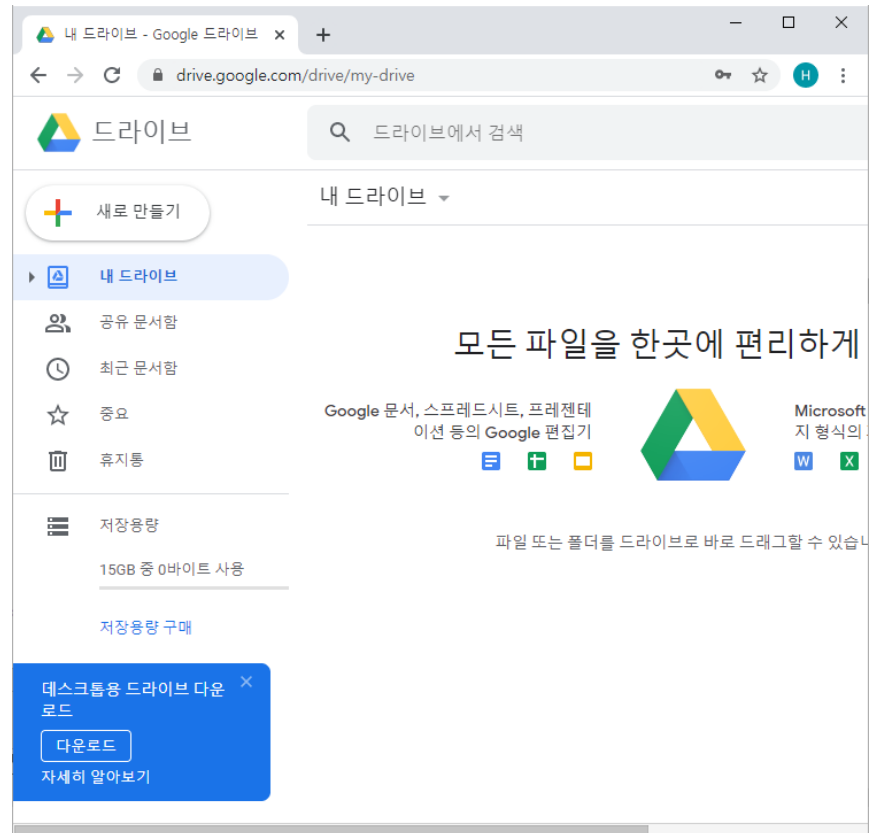 내 드라이브 - Google 드라이브
drive.google.com/drive/my-drive
H
드라이브
드라이브에서 검색
새로 만들기
내 드라이브
내 드라이브
공유 문서함
최근 문서함
중요
휴지통
저장용량
15GB 중 0바이트 사용
저장용량 구매
데스크톱용 드라이브 다운
로드
다운로드
자세히 알아보기
모든 파일을 한곳에 편리하게
Google 문서, 스프레드시트, 프레젠테
이션 등의 Google 편집기
Microsoft
지 형식의
W X
파일 또는 폴더를 드라이브로 바로 드래그할 수